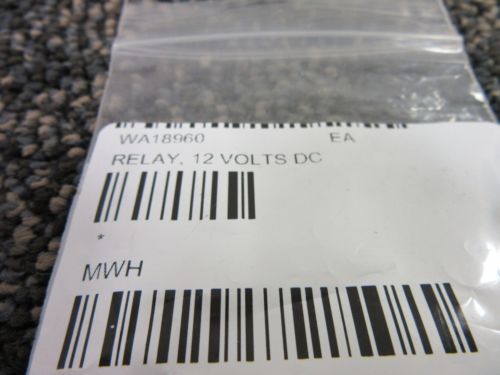 WA18960 EA
RELAY, 12 VOLTS DC
*
MWH